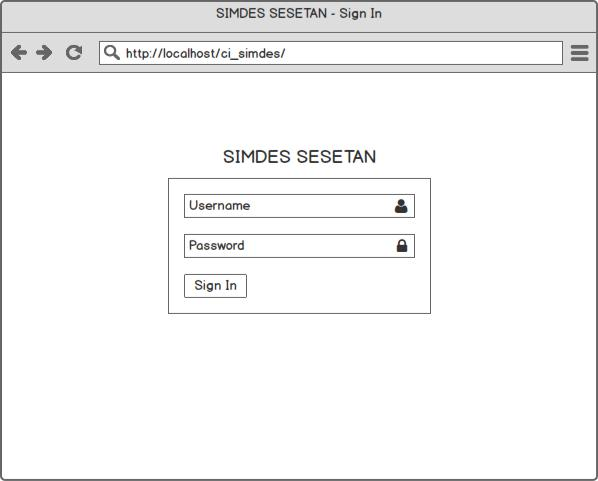 SIMDES SESETAN - Sign In
http://localhost/ci_simdes/
SIMDES SESETAN
Username
Password
Sign In